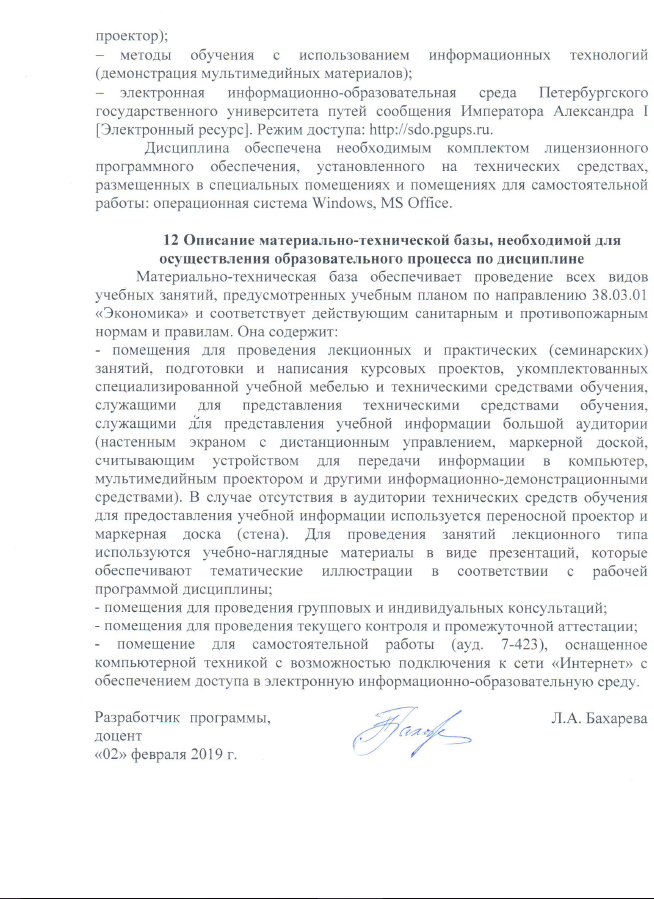 проектор);
– методы обучения с использованием информационных технологий
(демонстрация мультимедийных материалов);
– электронная информационно-образовательная среда Петербургского
государственного университета путей сообщения Императора Александра I
[Электронный ресурс]. Режим доступа: http://sdo.pgups.ru.
Дисциплина обеспечена необходимым комплектом лицензионного
программного обеспечения, установленного на технических средствах,
размещенных в специальных помещениях и помещениях для самостоятельной
работы: операционная система Windows, MS Office.
12 Описание материально-технической базы, необходимой для
осуществления образовательного процесса по дисциплине
Материально-техническая база обеспечивает проведение всех видов
учебных занятий, предусмотренных учебным планом по направлению 38.03.01
«Экономика» и соответствует действующим санитарным и противопожарным
нормам и правилам. Она содержит:
- помещения для проведения лекционных и практических (семинарских)
занятий, подготовки и написания курсовых проектов, укомплектованных
специализированной учебной мебелью и техническими средствами обучения,
служащими для представления техническими средствами обучения,
служащими для представления учебной информации большой аудитории
(настенным экраном с дистанционным управлением, маркерной доской,
считывающим устройством для передачи информации в компьютер,
мультимедийным проектором и другими информационно-демонстрационными
средствами). В случае отсутствия в аудитории технических средств обучения
для предоставления учебной информации используется переносной проектор и
маркерная доска (стена). Для проведения занятий лекционного типа
используются учебно-наглядные материалы в виде презентаций, которые
обеспечивают тематические иллюстрации в соответствии с рабочей
программой дисциплины;
- помещения для проведения групповых и индивидуальных консультаций;
- помещения для проведения текущего контроля и промежуточной аттестации;
- помещение для самостоятельной работы (ауд. 7-423), оснащенное
компьютерной техникой с возможностью подключения к сети «Интернет» с
обеспечением доступа в электронную информационно-образовательную среду.
Разработчик программы, Л.А. Бахарева
доцент
«02» февраля 2019 г.